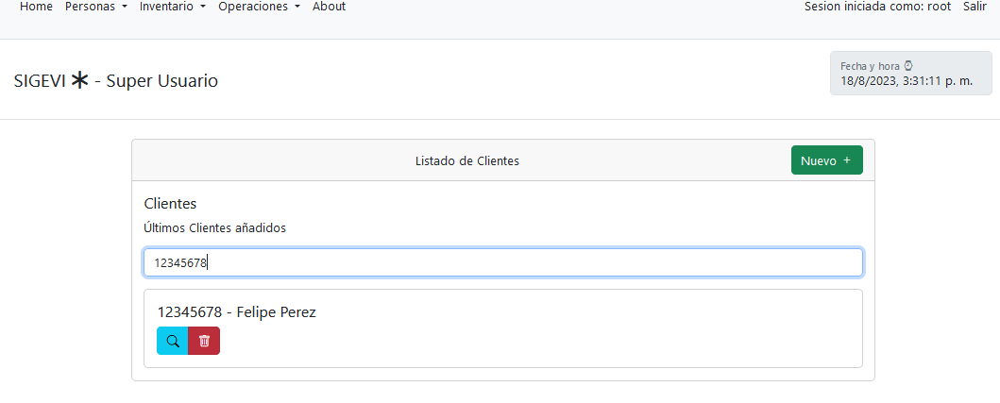 Home Personas Inventario Operaciones About Sesion iniciada como: root Salir
SIGEVI - Super Usuario
Fecha y hora
18/8/2023, 3:31:11 p. m.
Listado de Clientes
Nuevo +
Clientes
Últimos Clientes añadidos
12345678
12345678 - Felipe Perez